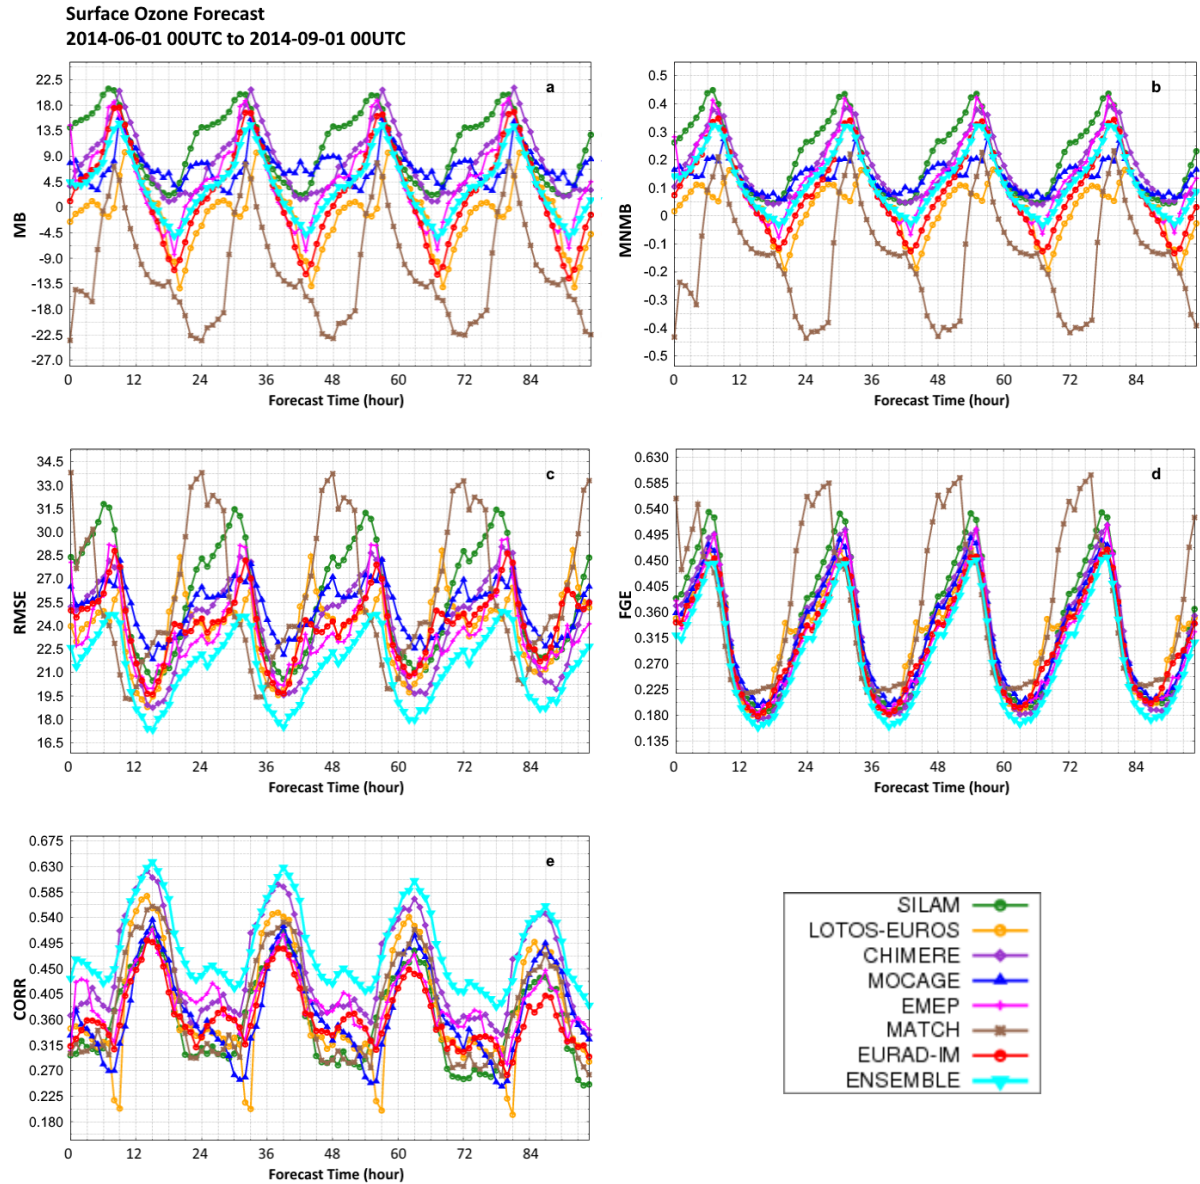 Surface Ozone Forecast
2014-06-01 00UTC to 2014-09-01 00UTC
a
MB
22.5
18.0
13.5
9.0
4.5
0
-4.5
-9.0
-13.5
-18.0
-22.5
-27.0
0 12 24 36 48 60 72 84
Forecast Time (hour)
b
MNMB
0.5
0.4
0.3
0.2
0.1
0
-0.1
-0.2
-0.3
-0.4
-0.5
0 12 24 36 48 60 72 84
Forecast Time (hour)
c
RMSE
34.5
33.0
31.5
30.0
28.5
27.0
25.5
24.0
22.5
21.0
19.5
18.0
16.5
0 12 24 36 48 60 72 84
Forecast Time (hour)
d
FGE
0.630
0.585
0.540
0.495
0.450
0.405
0.360
0.315
0.270
0.225
0.180
0.135
0 12 24 36 48 60 72 84
Forecast Time (hour)
e
CORR
0.675
0.630
0.585
0.540
0.495
0.450
0.405
0.360
0.315
0.270
0.225
0.180
0 12 24 36 48 60 72 84
Forecast Time (hour)
SILAM
LOTOS-EUROS
CHIMERE
MOCAGE
EMEP
MATCH
EURAD-IM
ENSEMBLE